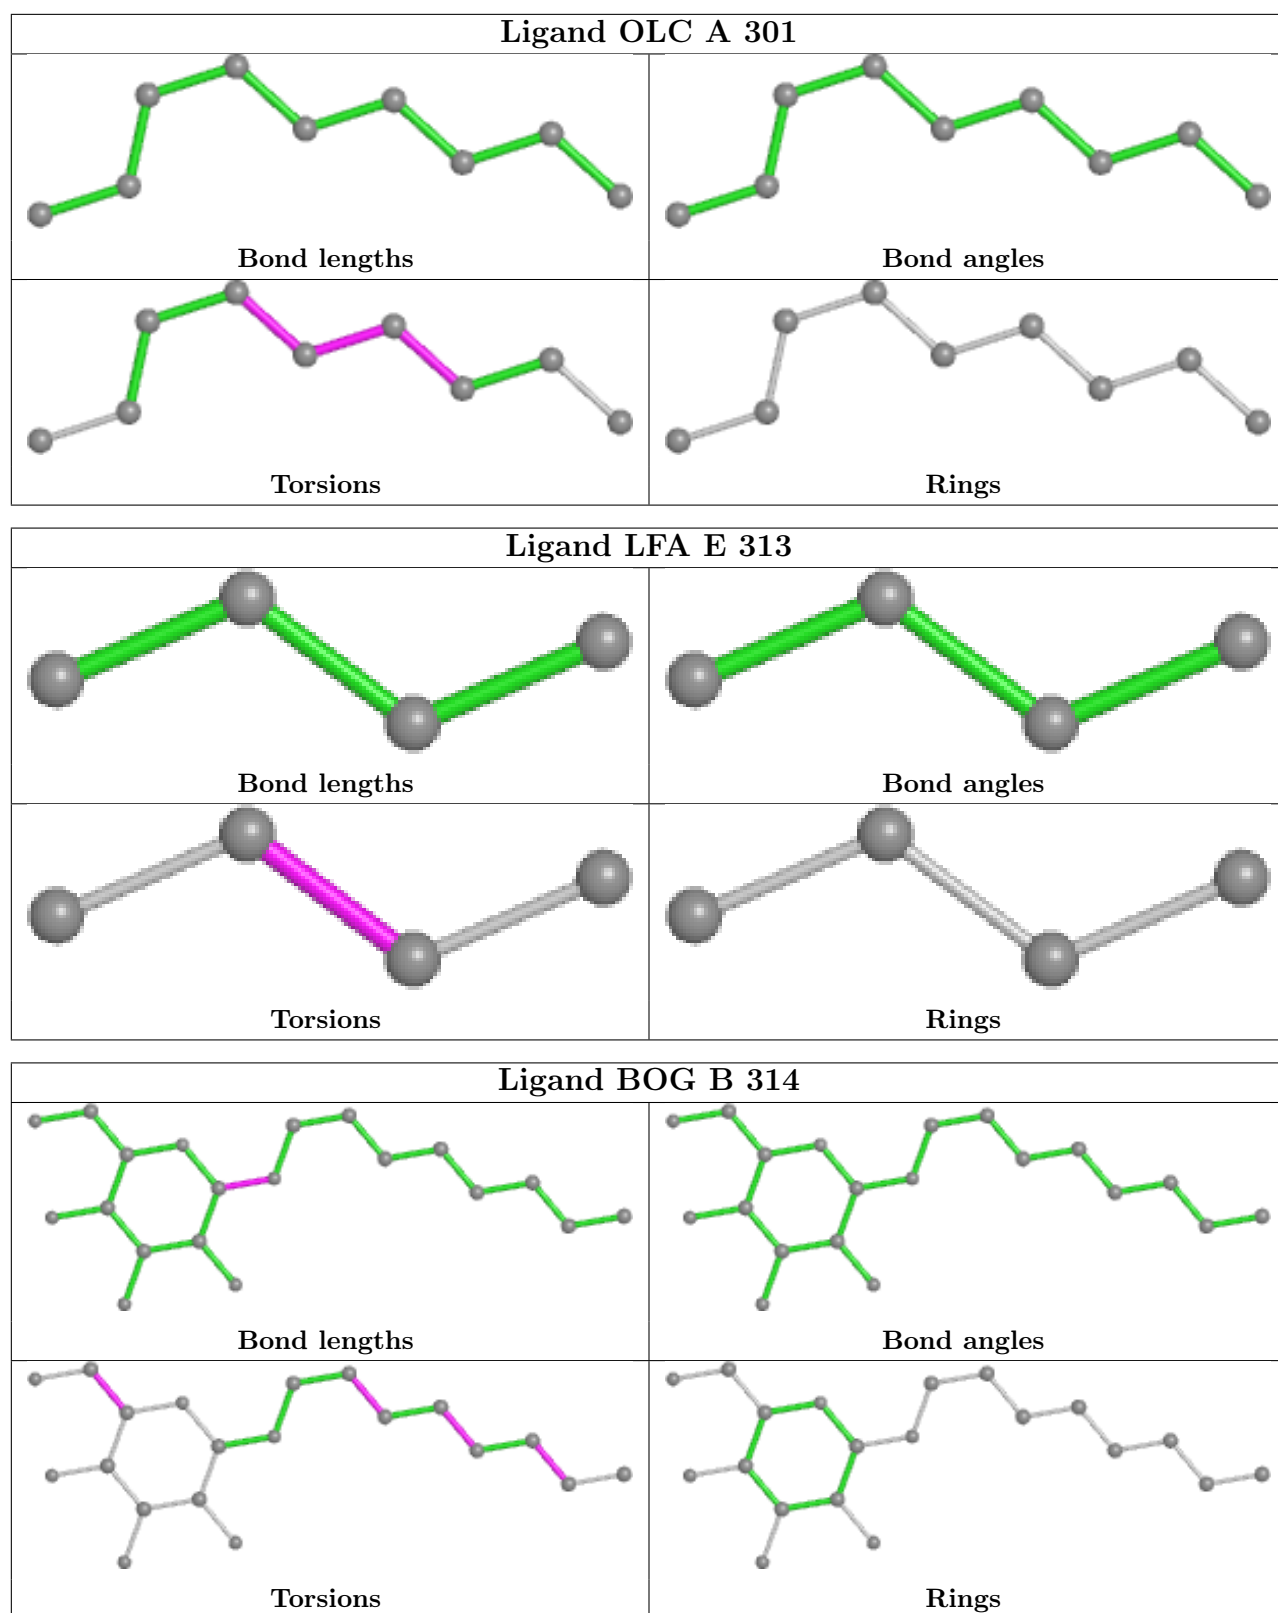 Ligand OLC A 301
Bond lengths
Bond angles
Torsions
Rings
Ligand LFA E 313
Bond lengths
Bond angles
Torsions
Rings
Ligand BOG B 314
Bond lengths
Bond angles
Torsions
Rings